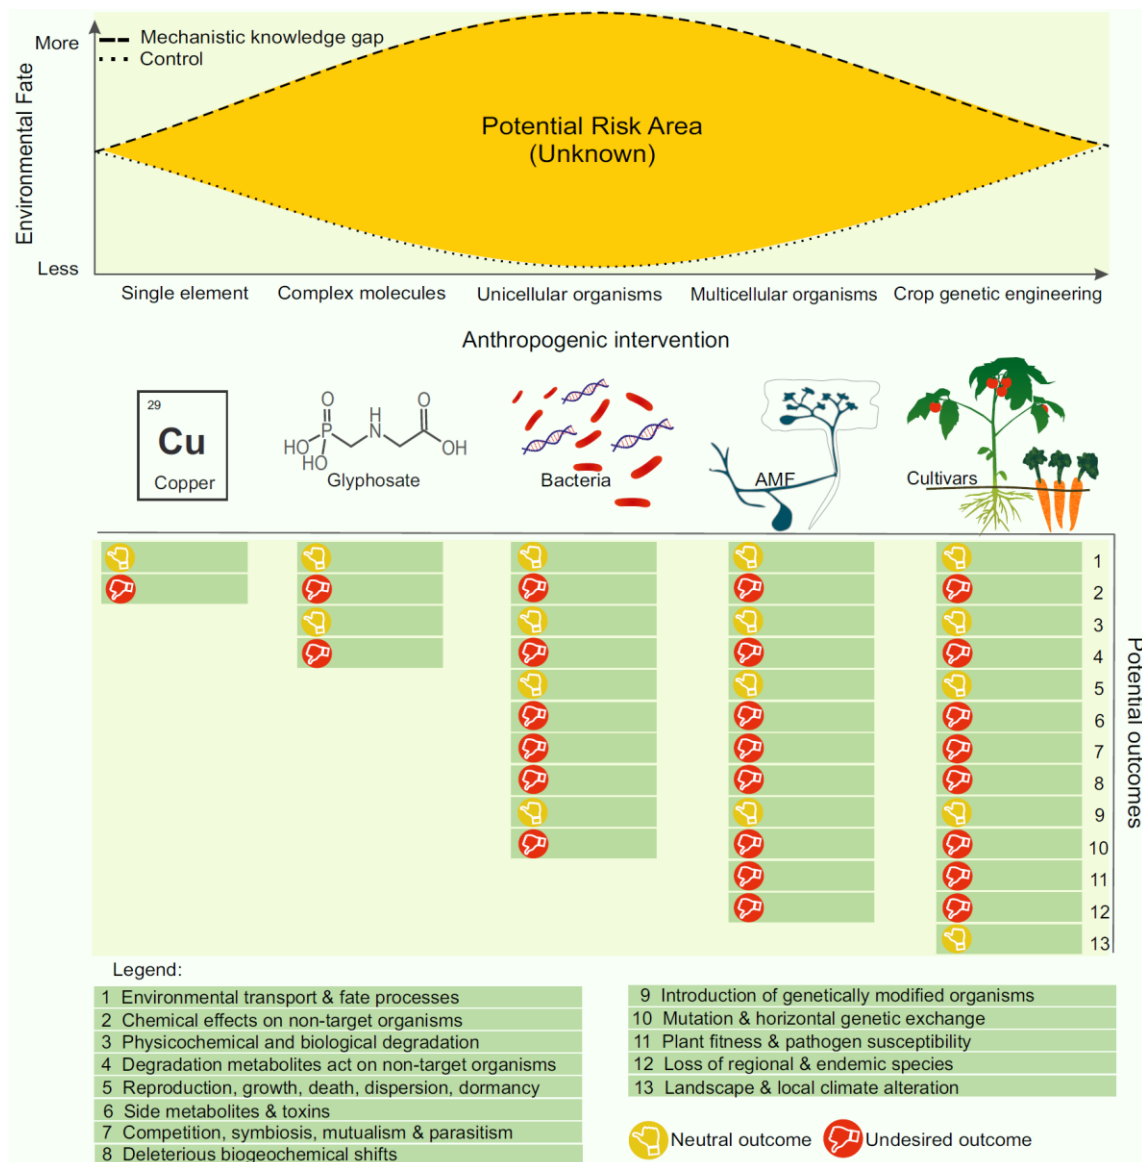 More
Mechanistic knowledge gap
Control
Environmental Fate
Potential Risk Area
(Unknown)
Less
Single element
Complex molecules
Unicellular organisms
Multicellular organisms
Crop genetic engineering
Anthropogenic intervention
29
Cu
Copper
O
H
O
HO
P
N
HO
OH
Glyphosate
Bacteria
AMF
Cultivars
1
2
3
4
5
6
7
8
9
10
11
12
13
Potential outcomes
Legend:
1 Environmental transport & fate processes
2 Chemical effects on non-target organisms
3 Physicochemical and biological degradation
4 Degradation metabolites act on non-target organisms
5 Reproduction, growth, death, dispersion, dormancy
6 Side metabolites & toxins
7 Competition, symbiosis, mutualism & parasitism
8 Deleterious biogeochemical shifts
9 Introduction of genetically modified organisms
10 Mutation & horizontal genetic exchange
11 Plant fitness & pathogen susceptibility
12 Loss of regional & endemic species
13 Landscape & local climate alteration
Neutral outcome
Undesired outcome